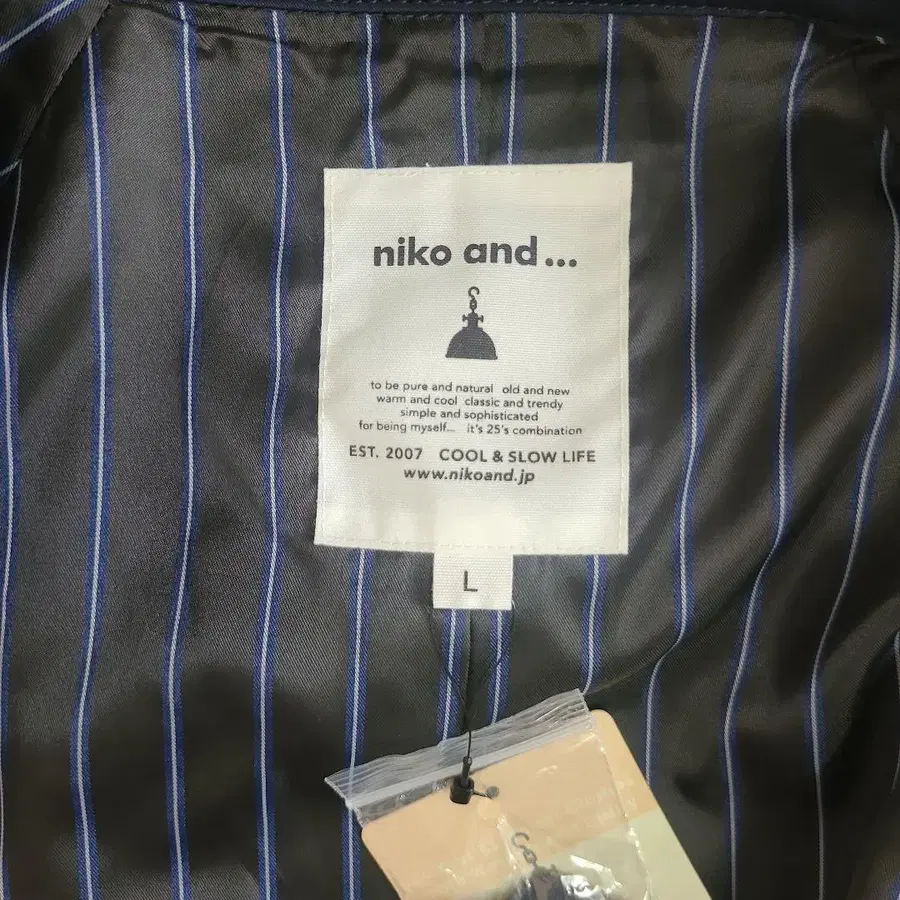 niko and...
to be pure and natural old and new
warm and cool classic and trendy
simple and sophisticated
for being myself... it's 25's combination
EST. 2007 COOL & SLOW LIFE
www.nikoand.jp
L